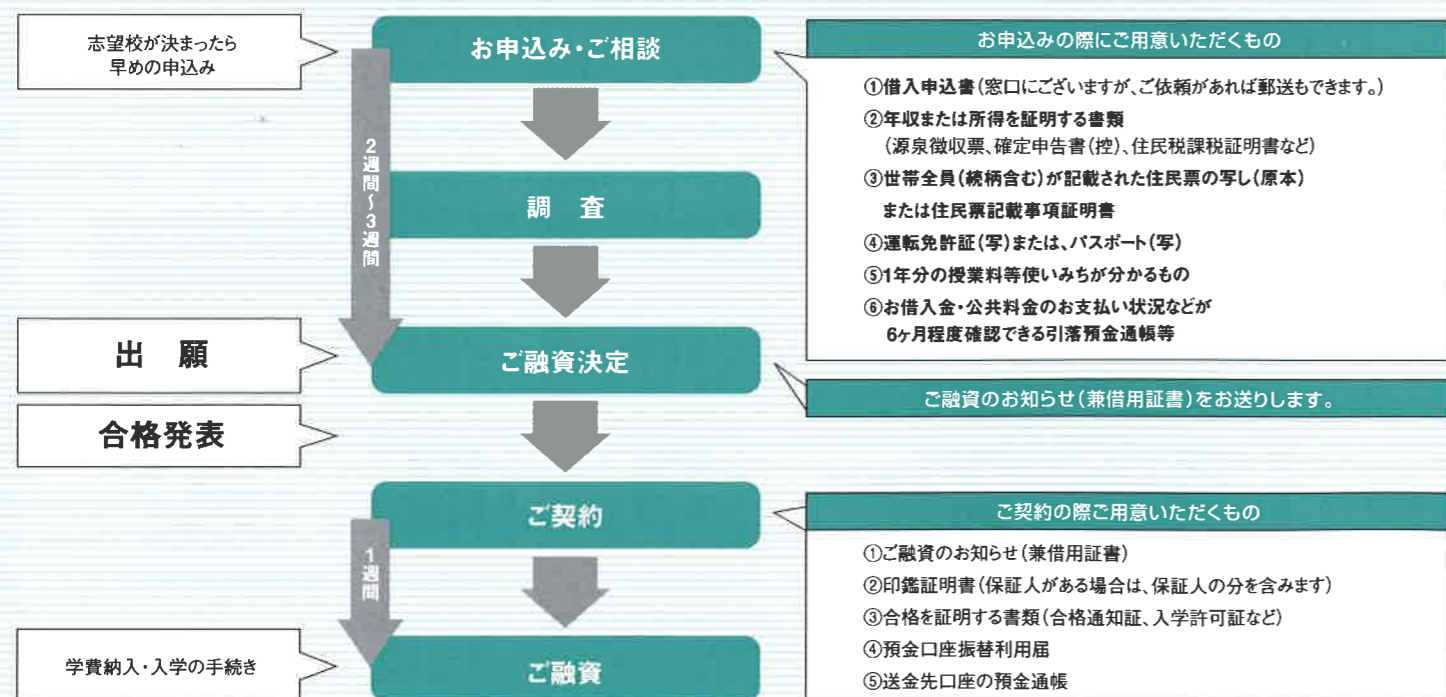 志望校が決まったら
早めの申込み
お申込み・ご相談
お申込みの際にご用意いただくもの
①借入申込書(窓口にございますが、ご依頼があれば郵送もできます。)
②年収または所得を証明する書類
(源泉徴収票、確定申告書(控)、住民税課税証明書など)
③世帯全員(続柄含む)が記載された住民票の写し(原本)
または住民票記載事項証明書
④運転免許証(写)または、パスポート(写)
⑤1年分の授業料等使いみちが分かるもの
⑥お借入金・公共料金のお支払い状況などが
6ヶ月程度確認できる引落預金通帳等
2週間〜3週間
調 査
出 願
ご融資決定
ご融資のお知らせ(兼借用証書)をお送りします。
合格発表
ご契約
ご契約の際ご用意いただくもの
①ご融資のお知らせ(兼借用証書)
②印鑑証明書(保証人がある場合は、保証人の分を含みます)
③合格を証明する書類(合格通知証、入学許可証など)
④預金口座振替利用届
⑤送金先口座の預金通帳
1週間
学費納入・入学の手続き
ご融資